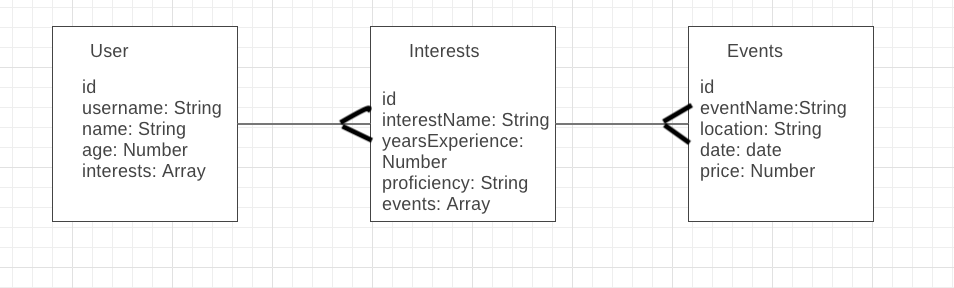 User
id
username: String
name: String
age: Number
interests: Array
Interests
id
interestName: String
yearsExperience:
Number
proficiency: String
events: Array
Events
id
eventName:String
location: String
date: date
price: Number